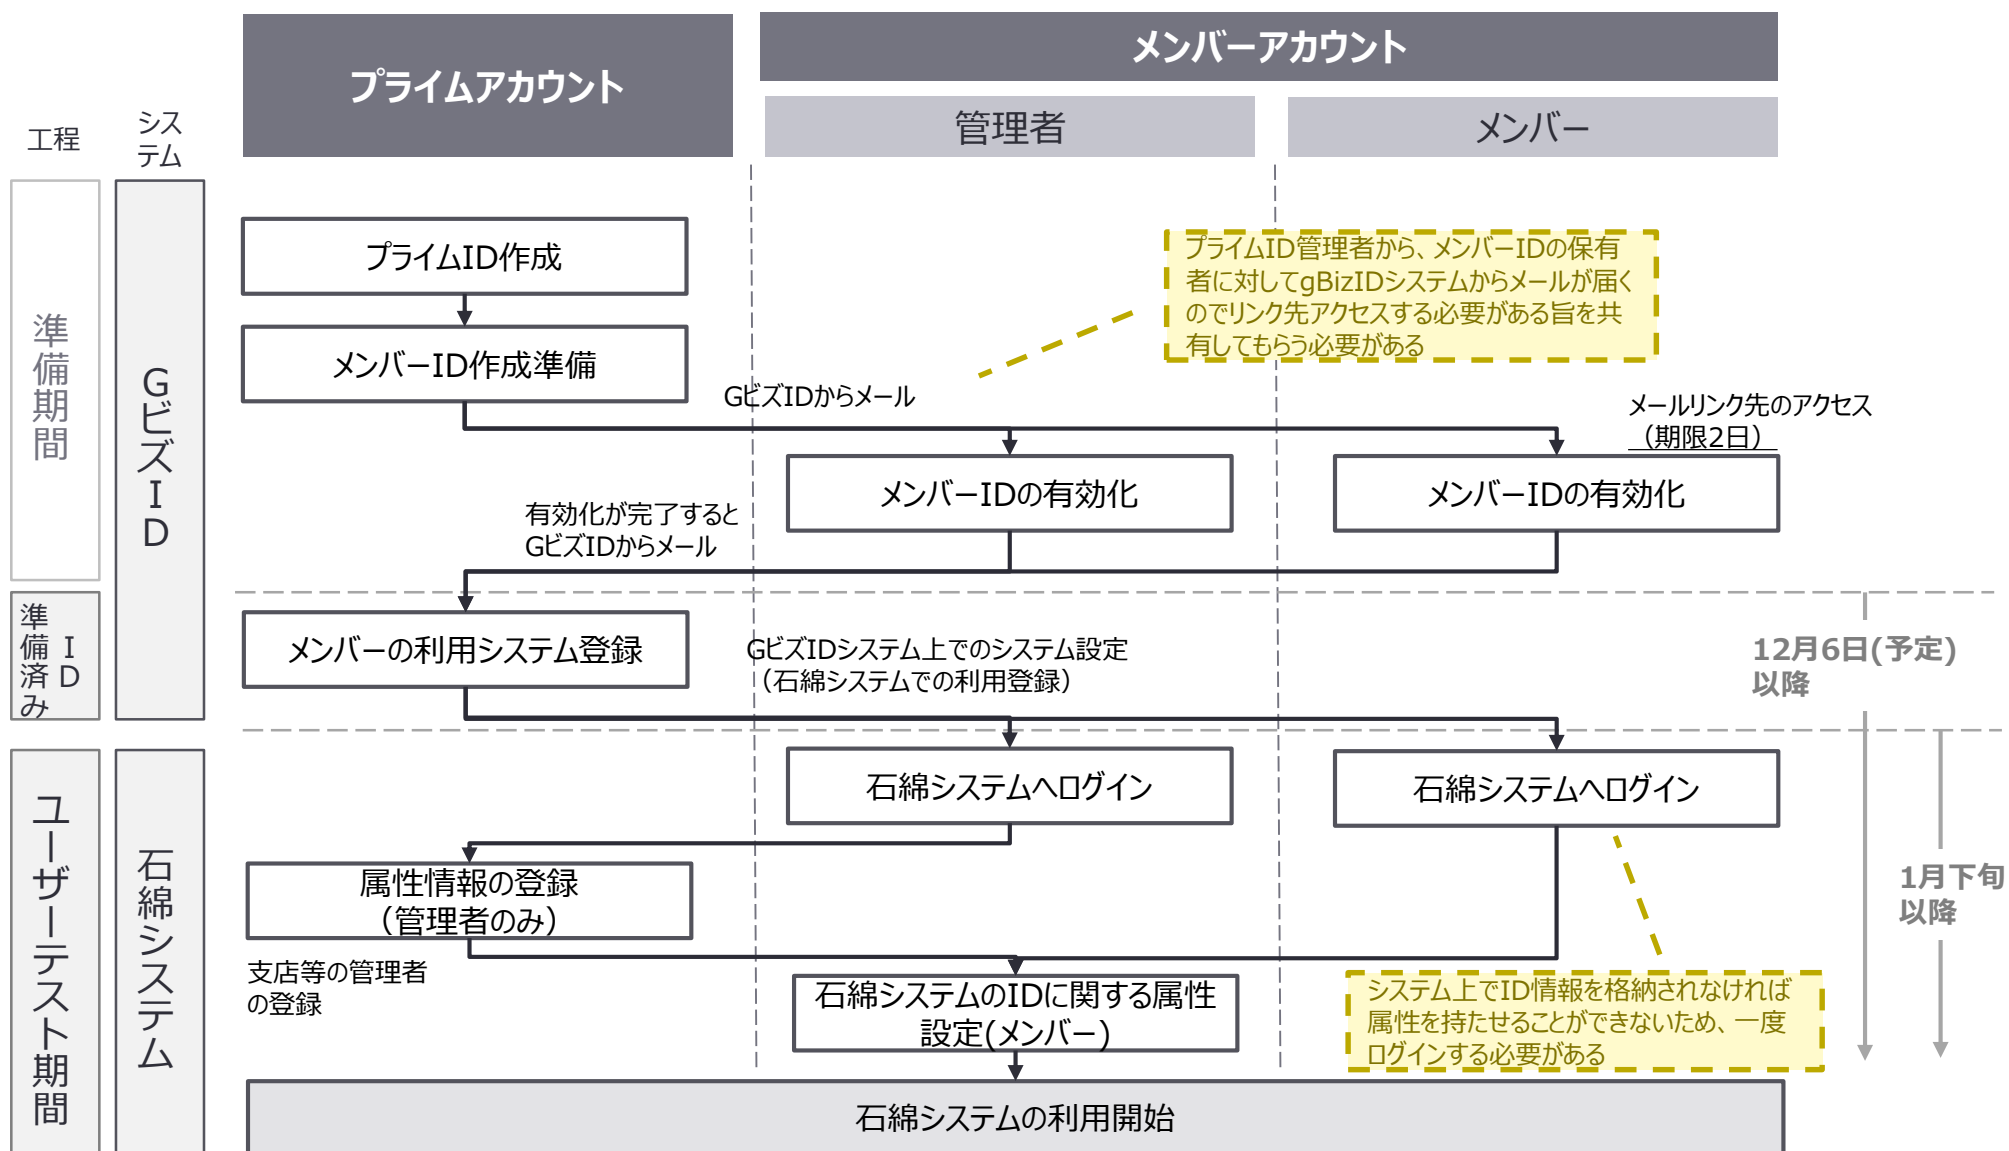 プライムアカウント
メンバーアカウント
管理者
メンバー
工程
シス
テム
準備期間
GビズID
プライムID作成
メンバーID作成準備
プライムID管理者から、メンバーIDの保有
者に対してgBizIDシステムからメールが届く
のでリンク先アクセスする必要がある旨を共
有してもらう必要がある
GビズIDからメール
メールリンク先のアクセス
（期限2日）
メンバーIDの有効化
メンバーIDの有効化
有効化が完了すると
GビズIDからメール
ID
準備済み
メンバーの利用システム登録
GビズIDシステム上でのシステム設定
（石綿システムでの利用登録）
12月6日(予定)
以降
ユーザーテスト期間
石綿システム
石綿システムへログイン
石綿システムへログイン
属性情報の登録
（管理者のみ）
1月下旬
以降
支店等の管理者
の登録
石綿システムのIDに関する属性
設定(メンバー)
システム上でID情報を格納されなければ
属性を持たせることができないため、一度
ログインする必要がある
石綿システムの利用開始